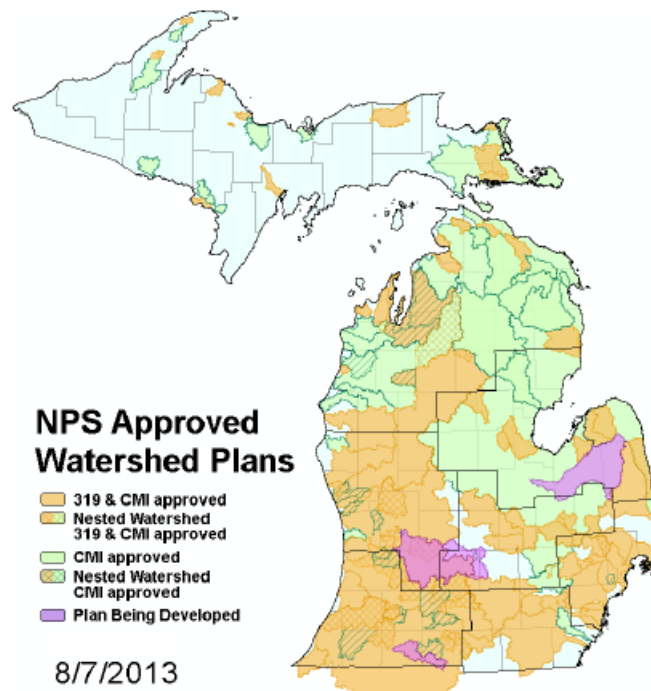 NPS Approved
Watershed Plans
319 & CMI approved
Nested Watershed
319 & CMI approved
CMI approved
Nested Watershed
CMI approved
Plan Being Developed
8/7/2013